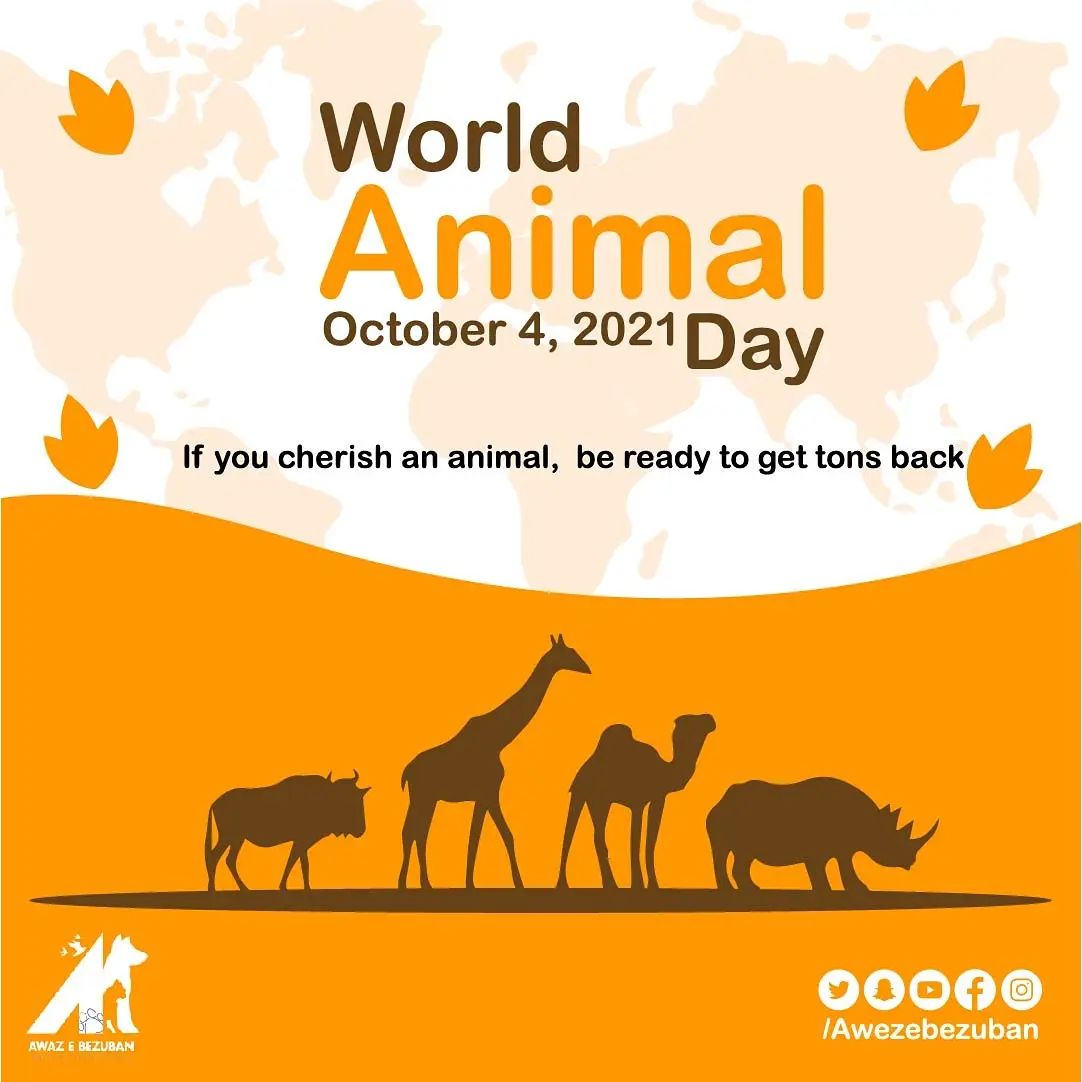 World
Animal
October 4, 2021
Day
If you cherish an animal,  be ready to get tons back
AWAZ E BEZUBAN
/Awezebezuban